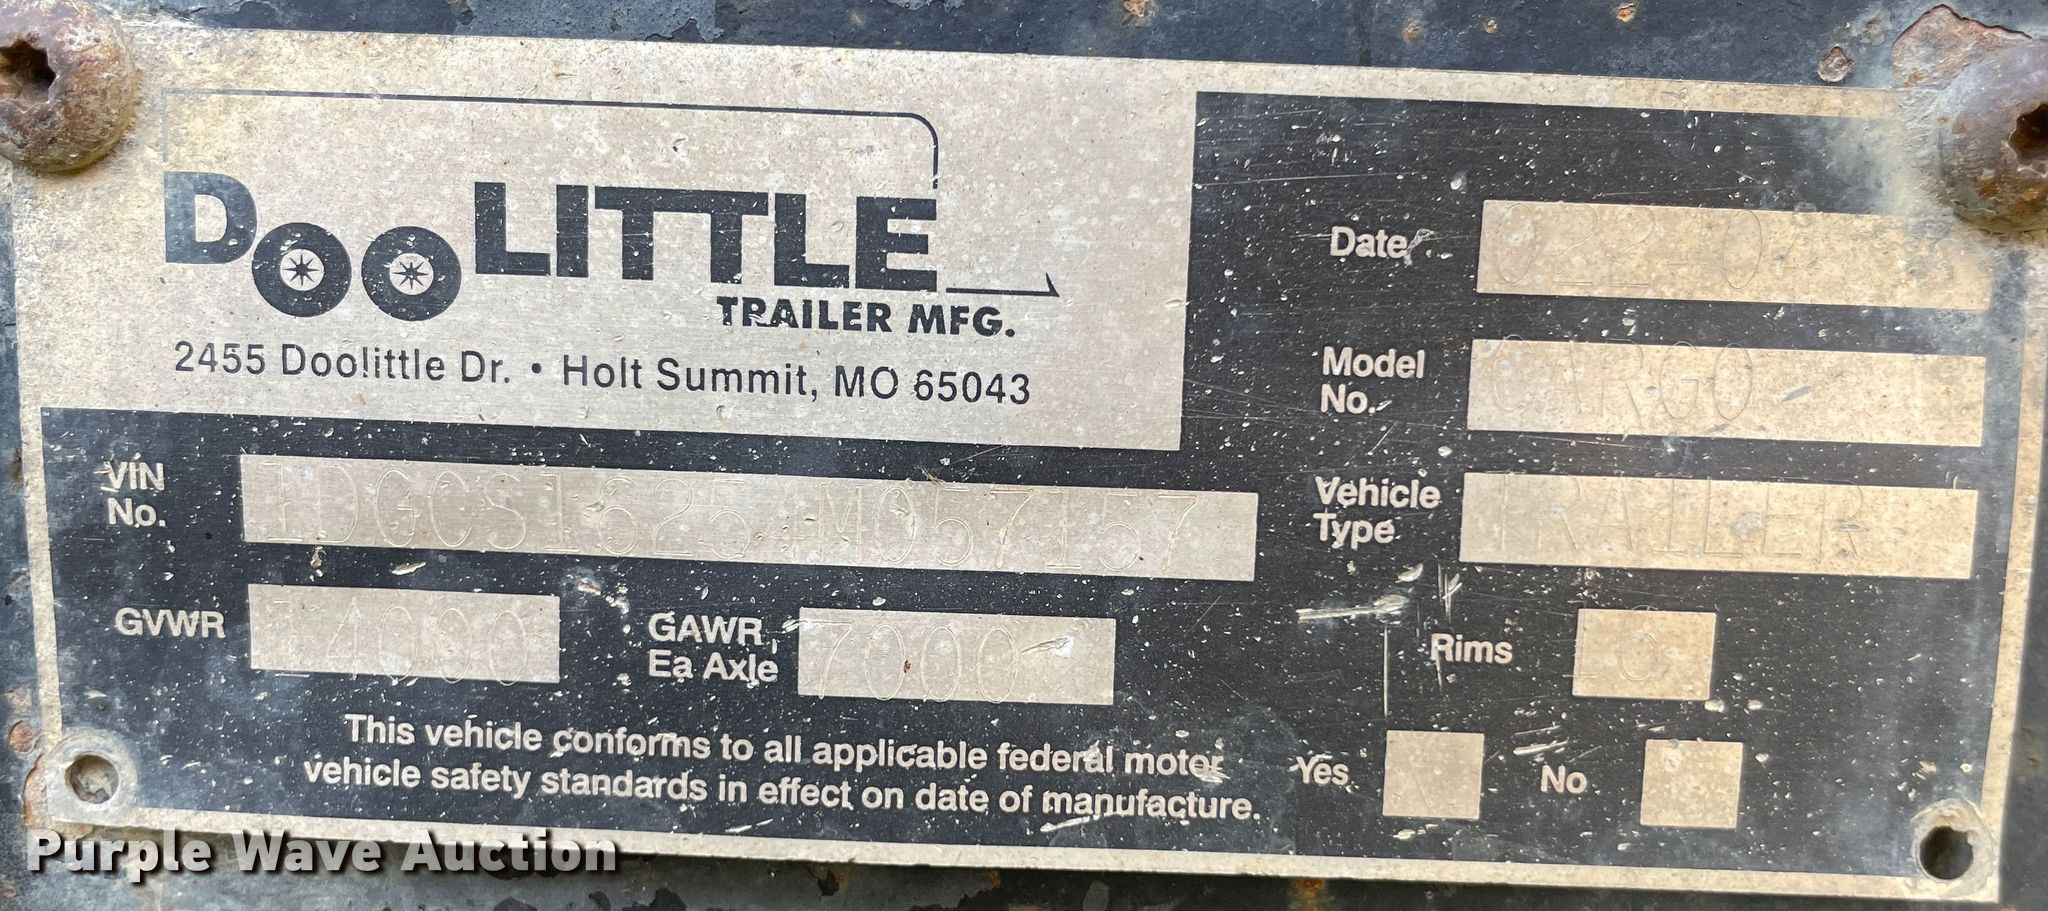 DOOLITTLE
TRAILER MFG.
2455 Doolittle Dr. • Holt Summit, MO 65043
Date
Model No. CARGO
VIN No. 1DGCS16254M057157
Vehicle Type TRAILER
GVWR 14000
GAWR Ea Axle 7000
Rims 16
This vehicle conforms to all applicable federal motor
vehicle safety standards in effect on date of manufacture.
Yes No
Purple Wave Auction